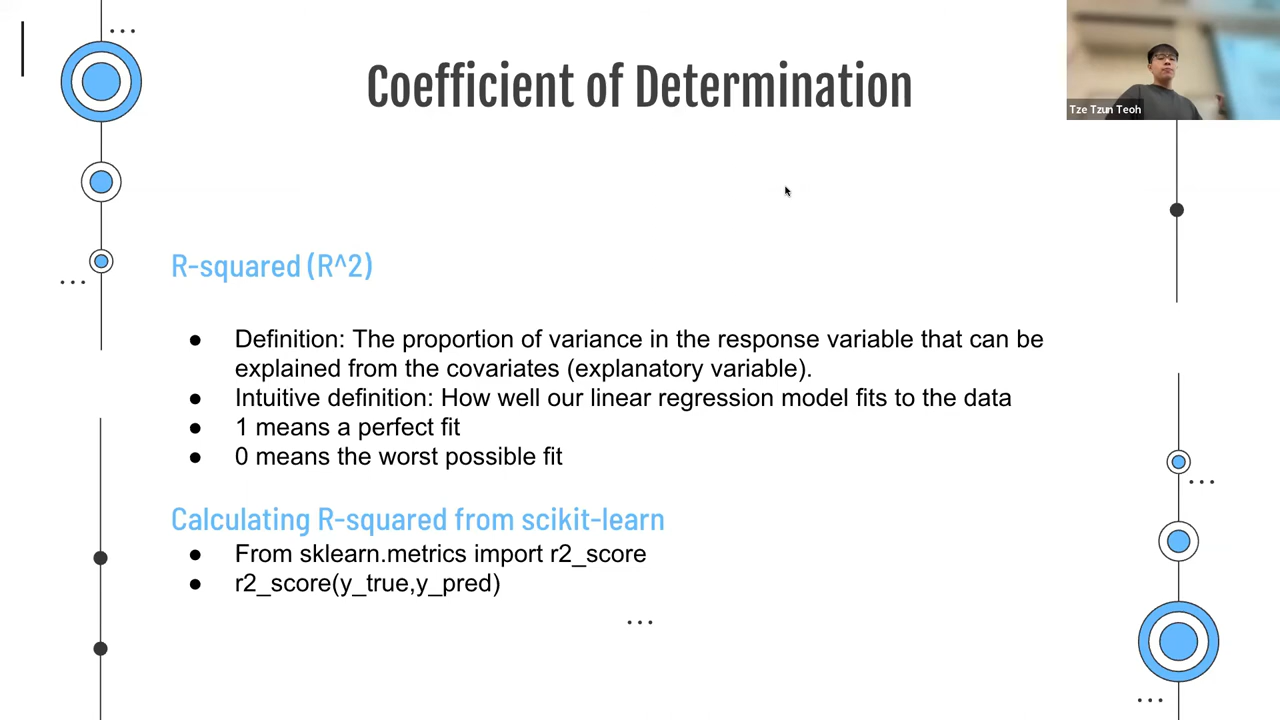 Coefficient of Determination
Tze Tzun Teoh
R-squared (R^2)
● Definition: The proportion of variance in the response variable that can be
explained from the covariates (explanatory variable).
● Intuitive definition: How well our linear regression model fits to the data
● 1 means a perfect fit
● 0 means the worst possible fit
Calculating R-squared from scikit-learn
● From sklearn.metrics import r2_score
● r2_score(y_true,y_pred)